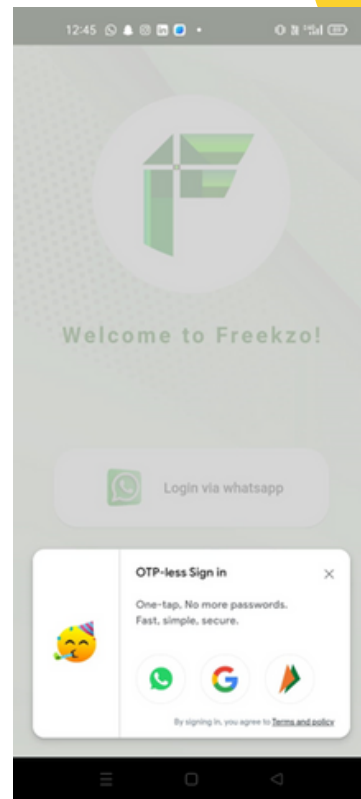 12:45
Welcome to Freekzo!
Login via whatsapp
OTP-less Sign in
One-tap, No more passwords.
Fast, simple, secure.
By signing in, you agree to Terms and policy